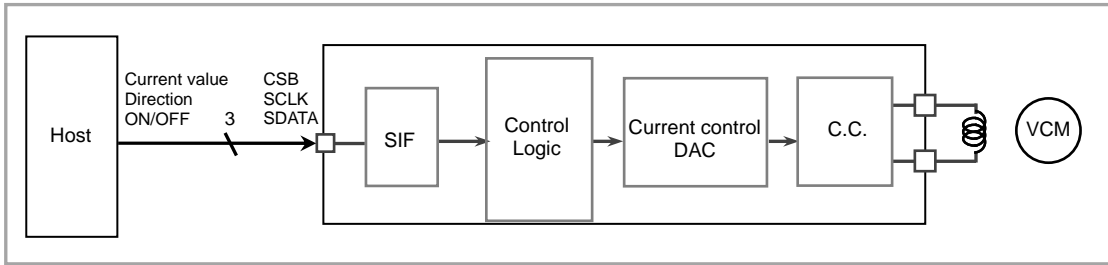 Host
Current value
Direction
ON/OFF
3
CSB
SCLK
SDATA
SIF
Control
Logic
Current control
DAC
C.C.
VCM